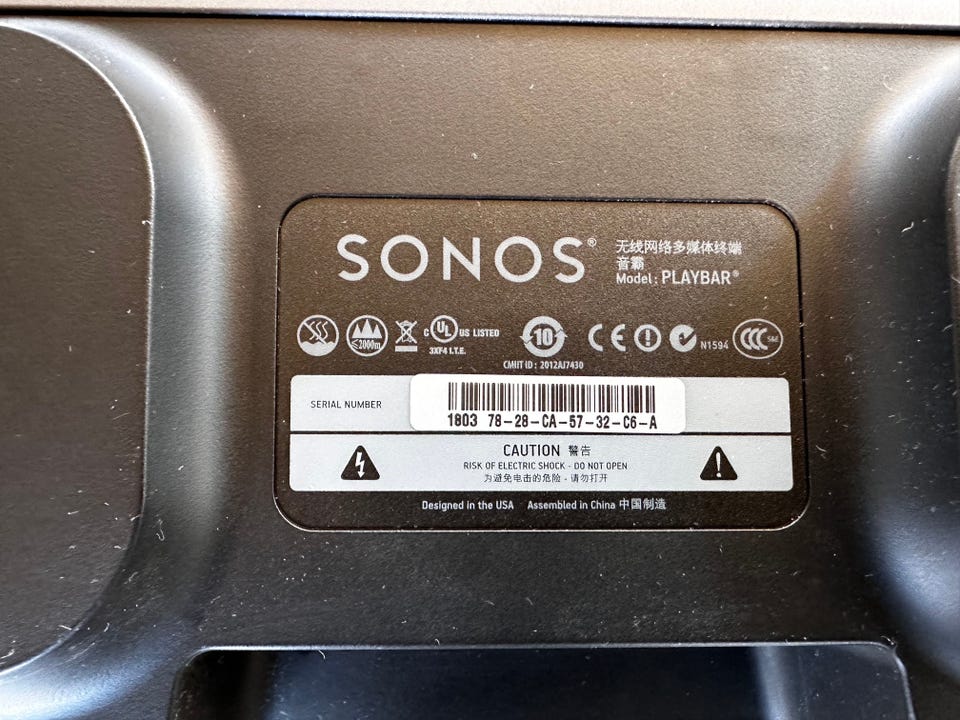 SONOS®
无线网络多媒体终端
音霸
Model: PLAYBAR®
≤2000m
C UL US LISTED
3XF4 I.T.E.
10
CE
N1594
CCC S&E
CMIIT ID: 2012AJ7430
SERIAL NUMBER
1803 78-28-CA-57-32-C6-A
CAUTION 警告
RISK OF ELECTRIC SHOCK - DO NOT OPEN
为避免电击的危险 - 请勿打开
Designed in the USA Assembled in China 中国制造